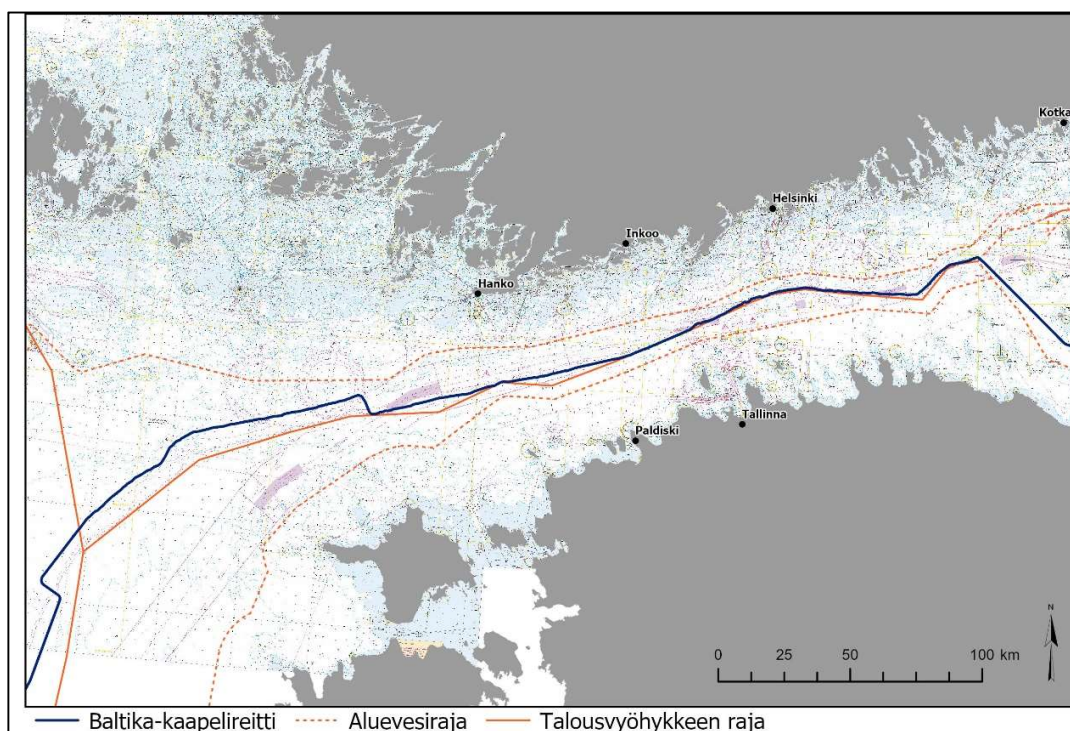 Kotka
Helsinki
Inkoo
Hanko
Tallinna
Paldiski
N
0 25 50 100 km
Baltika-kaapelireitti Aluevesiraja Talousvyöhykkeen raja